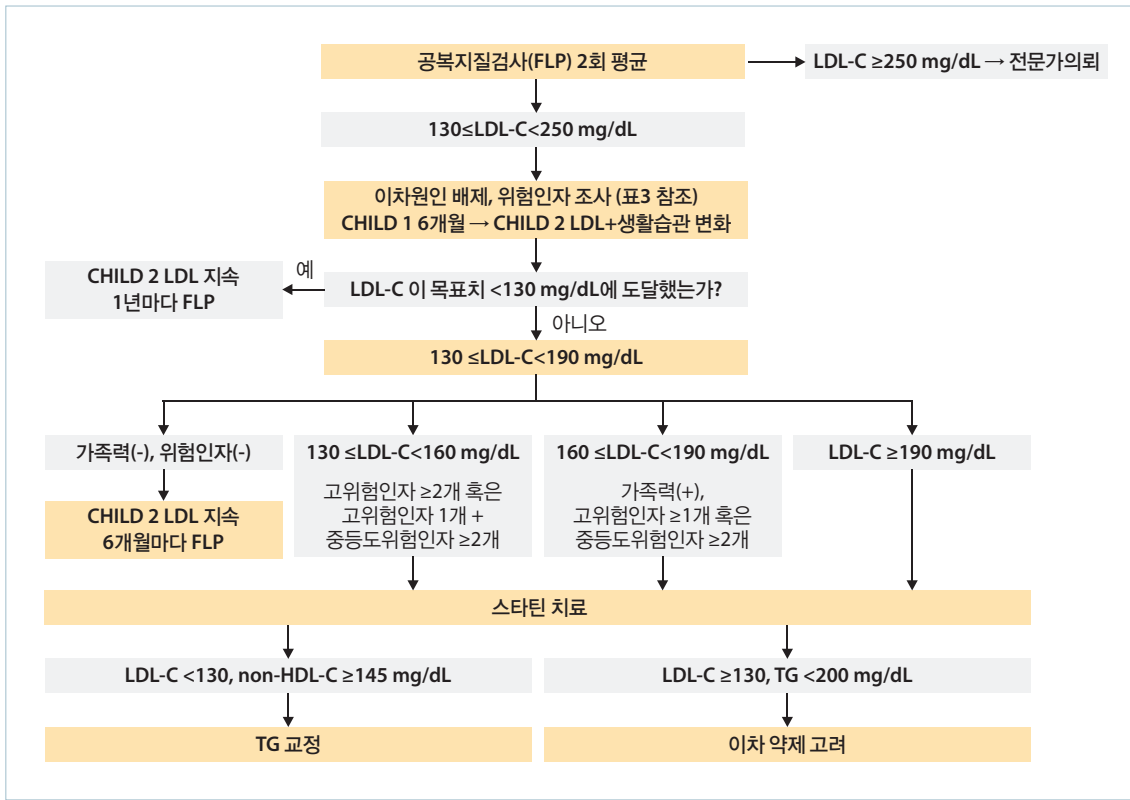 공복지질검사(FLP) 2회 평균
LDL-C ≥250 mg/dL → 전문가의뢰
130≤LDL-C<250 mg/dL
이차원인 배제, 위험인자 조사 (표3 참조)
CHILD 1 6개월 → CHILD 2 LDL+생활습관 변화
CHILD 2 LDL 지속
1년마다 FLP
예
LDL-C 이 목표치 <130 mg/dL에 도달했는가?
아니오
130 ≤LDL-C<190 mg/dL
가족력(-), 위험인자(-)
CHILD 2 LDL 지속
6개월마다 FLP
130 ≤LDL-C<160 mg/dL
고위험인자 ≥2개 혹은
고위험인자 1개 +
중등도위험인자 ≥2개
160 ≤LDL-C<190 mg/dL
가족력(+),
고위험인자 ≥1개 혹은
중등도위험인자 ≥2개
LDL-C ≥190 mg/dL
스타틴 치료
LDL-C <130, non-HDL-C ≥145 mg/dL
LDL-C ≥130, TG <200 mg/dL
TG 교정
이차 약제 고려